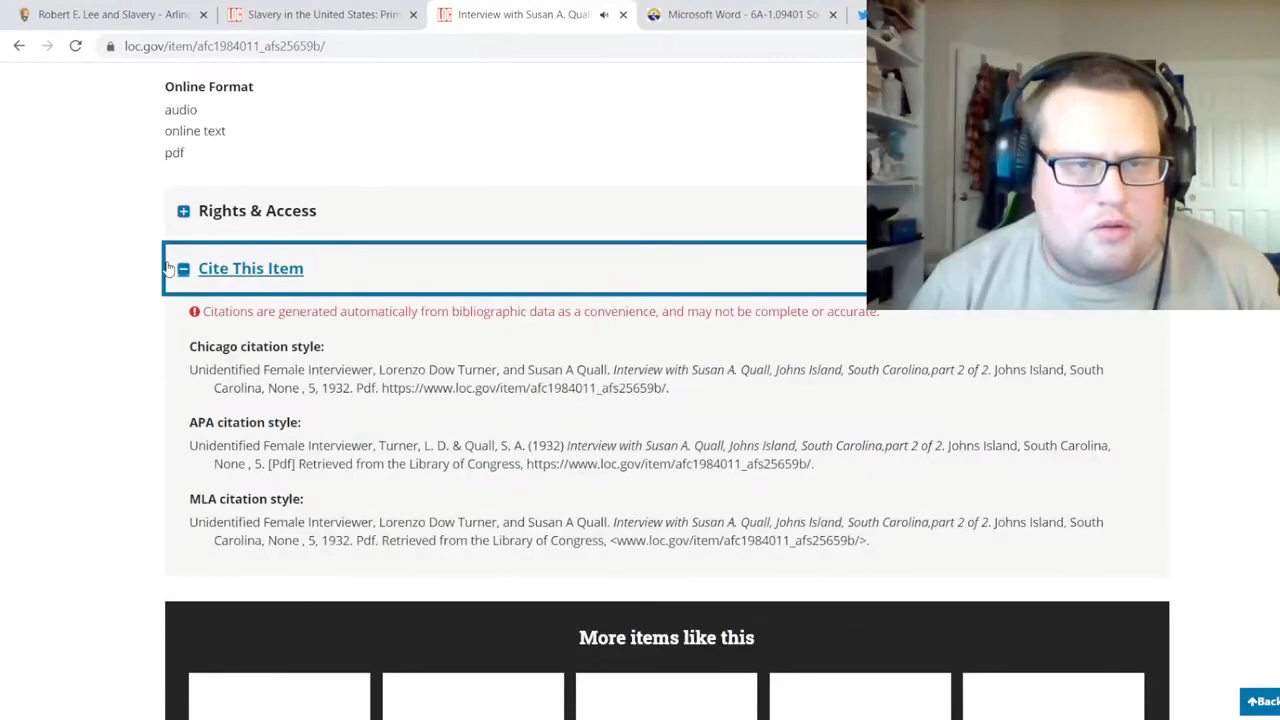 Robert E. Lee and Slavery - Arling
Slavery in the United States: Prim
Interview with Susan A. Qual
Microsoft Word - 6A-1.09401 So
loc.gov/item/afc1984011_afs25659b/
Online Format
audio
online text
pdf
Rights & Access
Cite This Item
Citations are generated automatically from bibliographic data as a convenience, and may not be complete or accurate.
Chicago citation style:
Unidentified Female Interviewer, Lorenzo Dow Turner, and Susan A Quall. Interview with Susan A. Quall, Johns Island, South Carolina,part 2 of 2. Johns Island, South
Carolina, None , 5, 1932. Pdf. https://www.loc.gov/item/afc1984011_afs25659b/.
APA citation style:
Unidentified Female Interviewer, Turner, L. D. & Quall, S. A. (1932) Interview with Susan A. Quall, Johns Island, South Carolina,part 2 of 2. Johns Island, South Carolina,
None , 5. [Pdf] Retrieved from the Library of Congress, https://www.loc.gov/item/afc1984011_afs25659b/.
MLA citation style:
Unidentified Female Interviewer, Lorenzo Dow Turner, and Susan A Quall. Interview with Susan A. Quall, Johns Island, South Carolina,part 2 of 2. Johns Island, South
Carolina, None , 5, 1932. Pdf. Retrieved from the Library of Congress, <www.loc.gov/item/afc1984011_afs25659b/>.
More items like this
Back